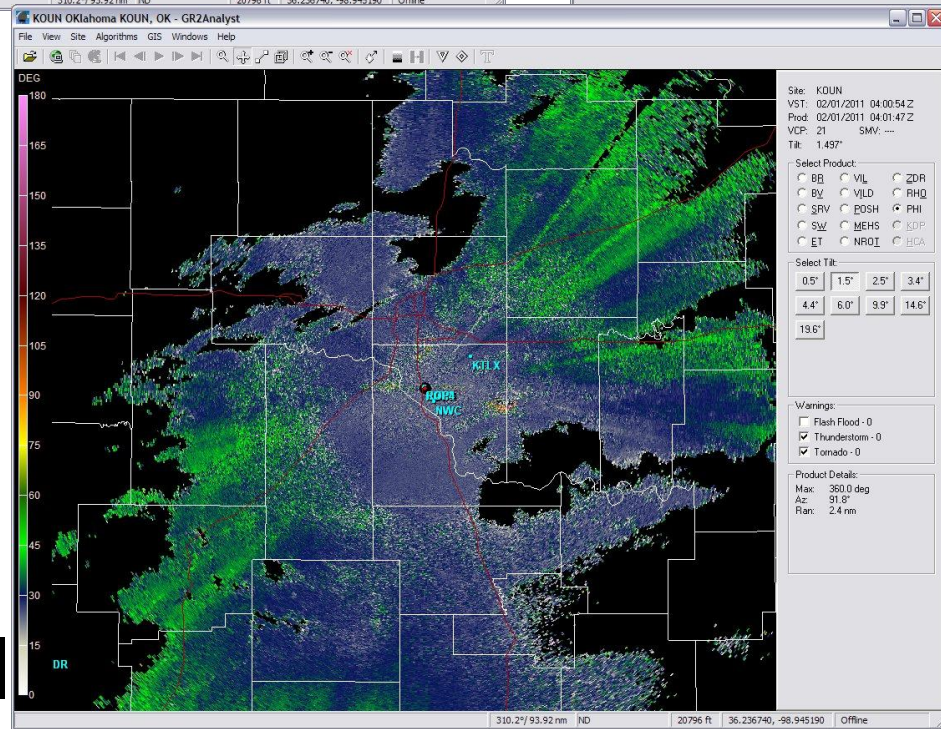 310.2°/ 93.92 nm ND 20796 ft 36.236740, -98.945190 Offline
KOUN OKlahoma KOUN, OK - GR2Analyst
File View Site Algorithms GIS Windows Help
DEG
180
165
150
135
120
105
90
75
60
45
30
15
0
KTLX
NWC
DR
Site: KOUN
VST: 02/01/2011 04:00:54 Z
Prod: 02/01/2011 04:01:47 Z
VCP: 21 SMV: ---
Tilt: 1.497°
Select Product:
BR VIL ZDR
BV VILD RHO
SRV POSH PHI
SW MEHS KDP
ET NROT HCA
Select Tilt:
0.5° 1.5° 2.5° 3.4°
4.4° 6.0° 9.9° 14.6°
19.6°
Warnings:
Flash Flood - 0
Thunderstorm - 0
Tornado - 0
Product Details:
Max: 360.0 deg
Az: 91.8°
Ran: 2.4 nm
310.2°/ 93.92 nm ND 20796 ft 36.236740, -98.945190 Offline